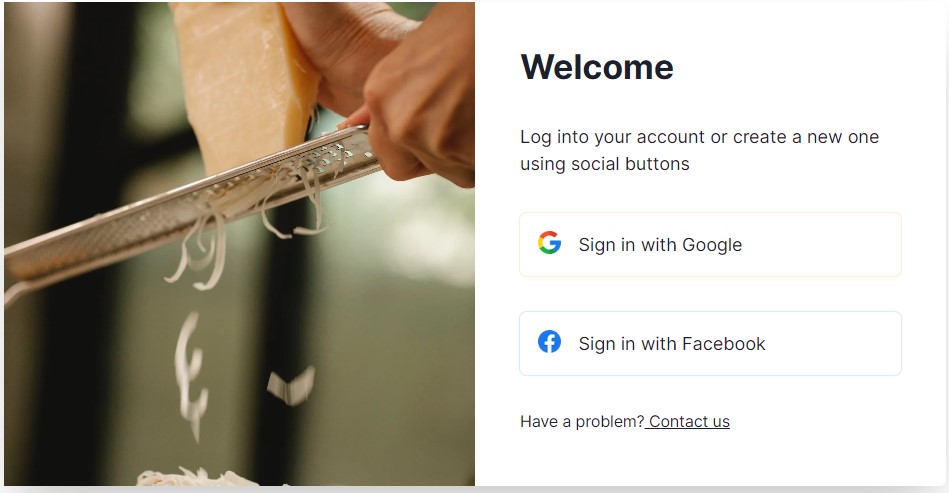 Welcome
Log into your account or create a new one
using social buttons
Sign in with Google
Sign in with Facebook
Have a problem? Contact us